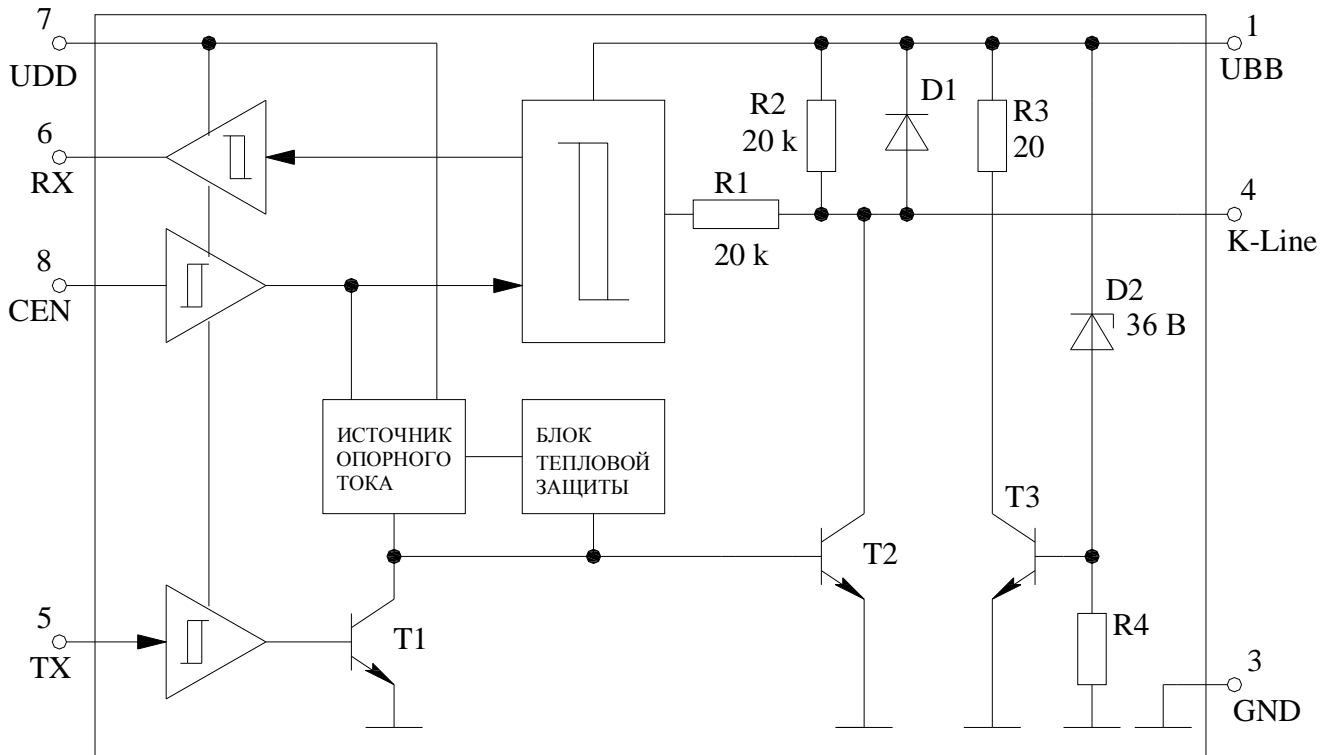 7
UDD
6
RX
8
CEN
5
TX
1
UBB
4
K-Line
3
GND
R2
20 k
D1
R3
20
R1
20 k
D2
36 В
ИСТОЧНИК
ОПОРНОГО
ТОКА
БЛОК
ТЕПЛОВОЙ
ЗАЩИТЫ
T1
T2
T3
R4